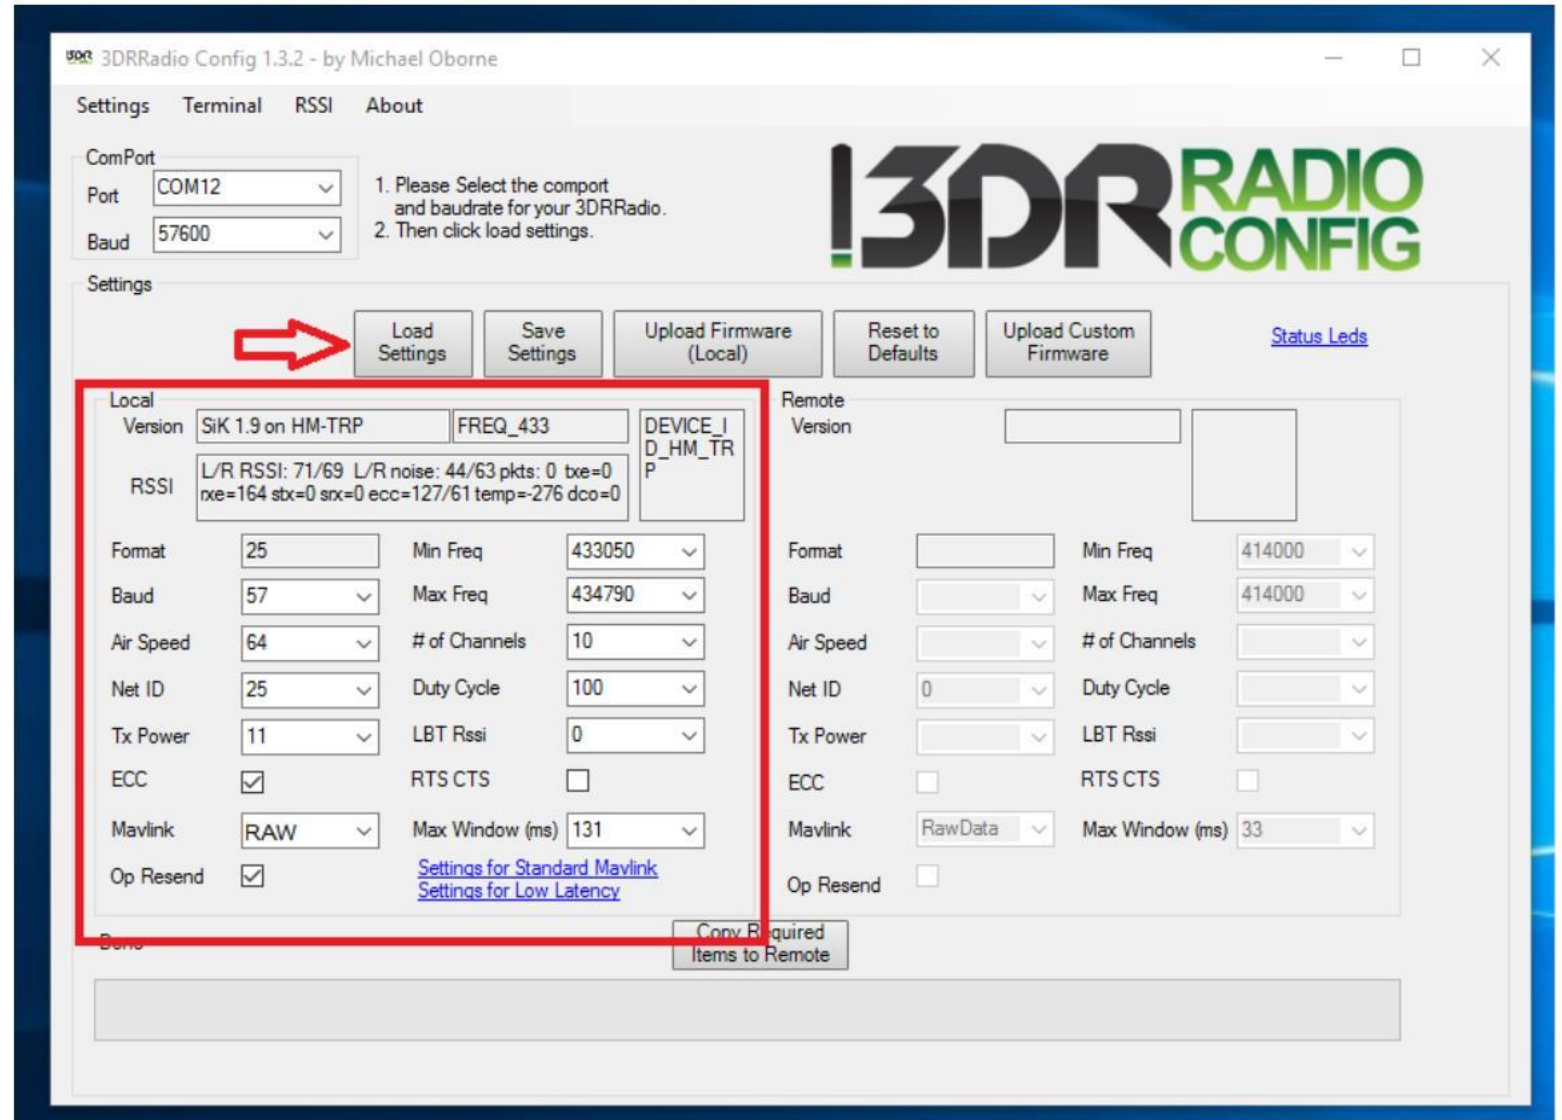 3DR 3DRRadio Config 1.3.2 - by Michael Oborne
Settings Terminal RSSI About
ComPort
Port COM12
Baud 57600
1. Please Select the comport
and baudrate for your 3DRRadio.
2. Then click load settings.
3DR RADIO
CONFIG
Settings
Load
Settings
Save
Settings
Upload Firmware
(Local)
Reset to
Defaults
Upload Custom
Firmware
Status Leds
Local
Version SiK 1.9 on HM-TRP FREQ_433
DEVICE_I
D_HM_TR
P
RSSI
L/R RSSI: 71/69 L/R noise: 44/63 pkts: 0 txe=0
rxe=164 stx=0 srx=0 ecc=127/61 temp=-276 dco=0
Format 25 Min Freq 433050
Baud 57 Max Freq 434790
Air Speed 64 # of Channels 10
Net ID 25 Duty Cycle 100
Tx Power 11 LBT Rssi 0
ECC RTS CTS
Mavlink RAW Max Window (ms) 131
Op Resend
Settings for Standard Mavlink
Settings for Low Latency
Remote
Version
Format Min Freq 414000
Baud Max Freq 414000
Air Speed # of Channels
Net ID 0 Duty Cycle
Tx Power LBT Rssi
ECC RTS CTS
Mavlink RawData Max Window (ms) 33
Op Resend
Done
Copy Required
Items to Remote